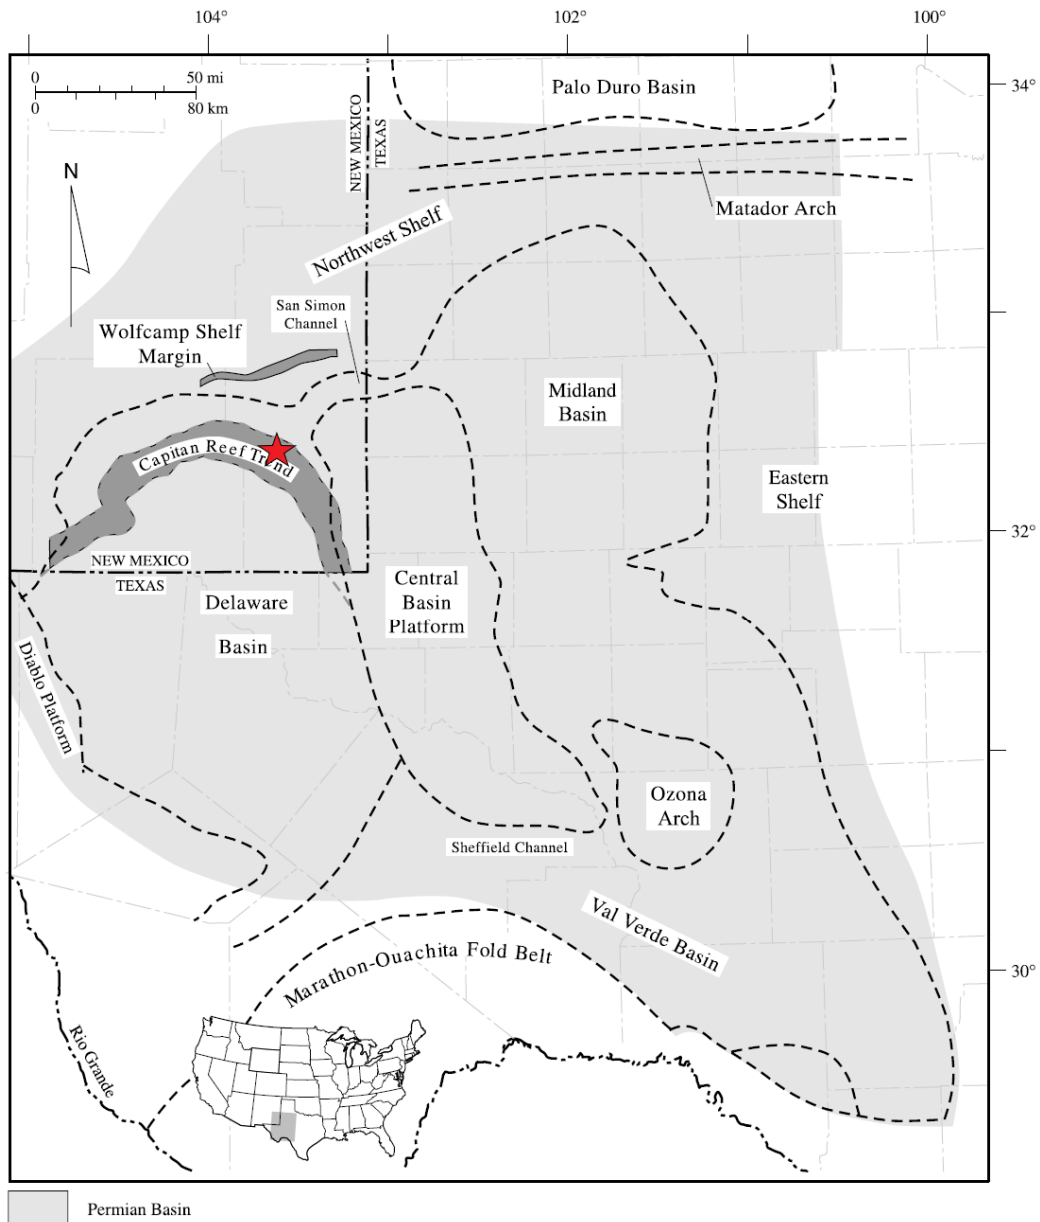 104°
102°
100°
0 50 mi
0 80 km
34°
N
NEW MEXICO
TEXAS
Palo Duro Basin
Matador Arch
Northwest Shelf
San Simon
Channel
Wolfcamp Shelf
Margin
Midland
Basin
Capitan Reef Trend
Eastern
Shelf
32°
NEW MEXICO
TEXAS
Central
Basin
Platform
Delaware
Basin
Diablo Platform
Ozona
Arch
Sheffield Channel
Val Verde Basin
Marathon-Ouachita Fold Belt
30°
Rio Grande
Permian Basin